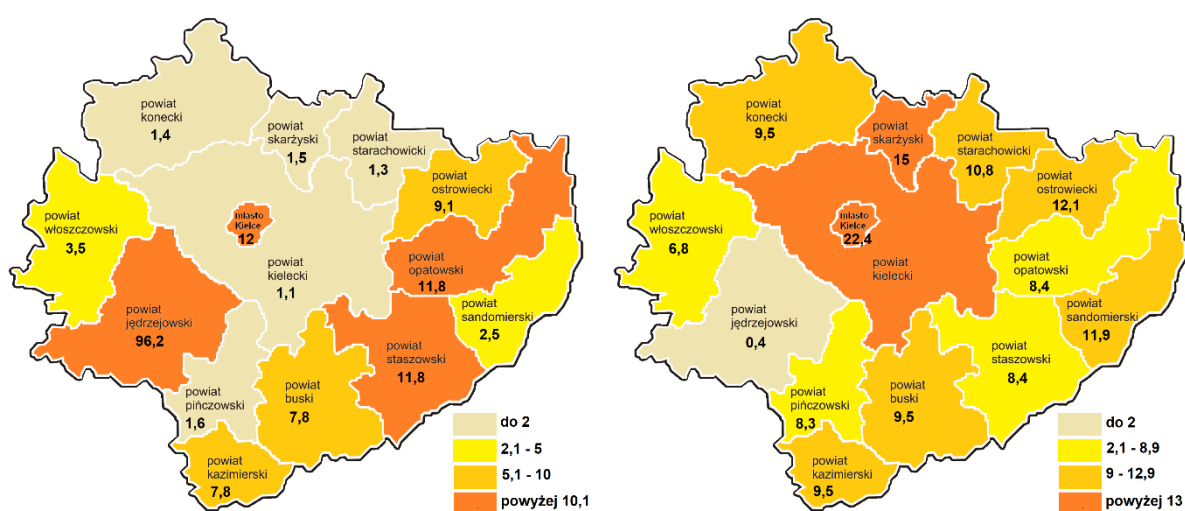 powiat
konecki
1,4
powiat
skarżyski
1,5
powiat
starachowicki
1,3
powiat
ostrowiecki
9,1
powiat
włoszczowski
3,5
miasto
Kielce
12
powiat
kielecki
1,1
powiat
opatowski
11,8
powiat
sandomierski
2,5
powiat
jędrzejowski
96,2
powiat
staszowski
11,8
powiat
pińczowski
1,6
powiat
buski
7,8
powiat
kazimierski
7,8
do 2
2,1 - 5
5,1 - 10
powyżej 10,1
powiat
konecki
9,5
powiat
skarżyski
15
powiat
starachowicki
10,8
powiat
ostrowiecki
12,1
powiat
włoszczowski
6,8
miasto
Kielce
22,4
powiat
kielecki
powiat
opatowski
8,4
powiat
sandomierski
11,9
powiat
jędrzejowski
0,4
powiat
staszowski
8,4
powiat
pińczowski
8,3
powiat
buski
9,5
powiat
kazimierski
9,5
do 2
2,1 - 8,9
9 - 12,9
powyżej 13